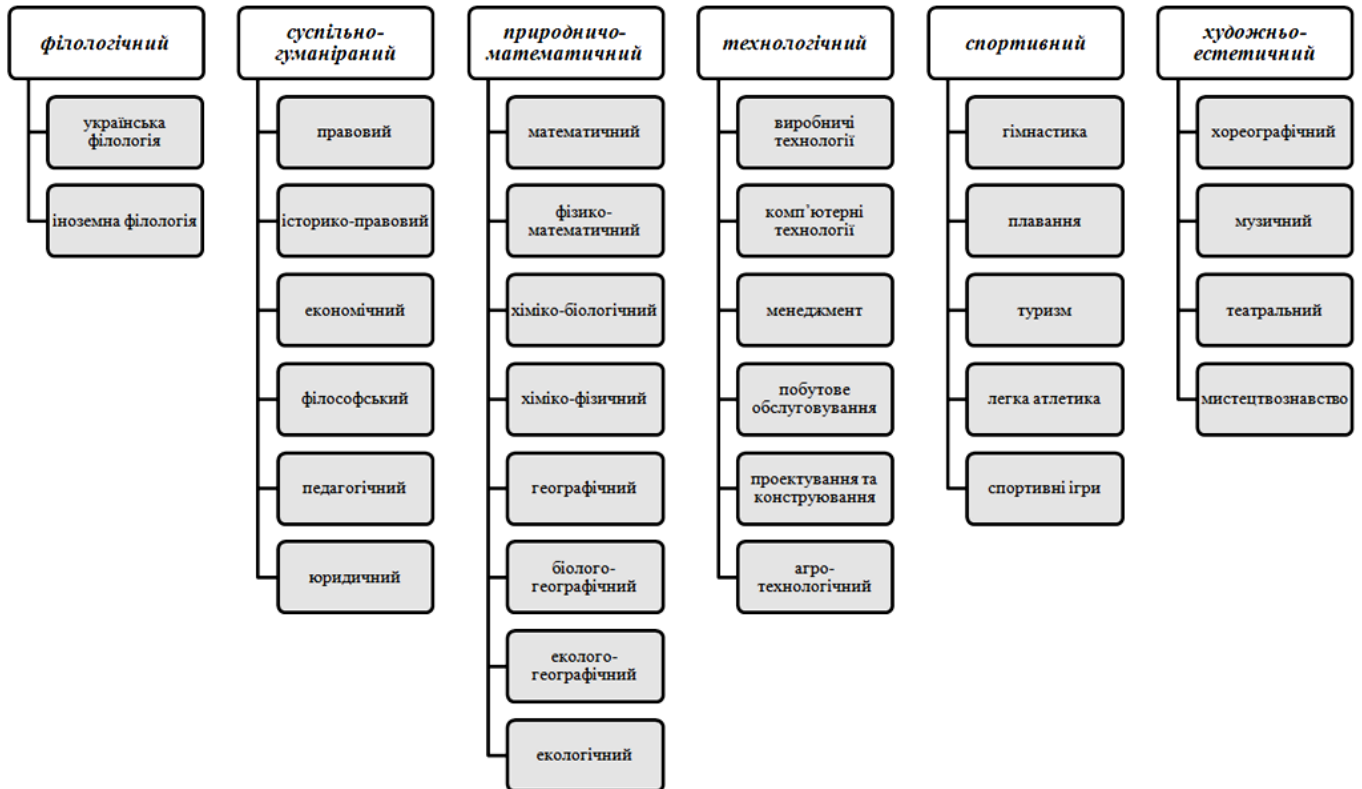 філологічний
українська
філологія
іноземна філологія
суспільно-
гуманіраний
правовий
історико-правовий
економічний
філософський
педагогічний
юридичний
природничо-
математичний
математичний
фізико-
математичний
хіміко-біологічний
хіміко-фізичний
географічний
біолого-
географічний
еколого-
географічний
екологічний
технологічний
виробничі
технології
комп’ютерні
технології
менеджмент
побутове
обслуговування
проектування та
конструювання
агро-
технологічний
спортивний
гімнастика
плавання
туризм
легка атлетика
спортивні ігри
художньо-
естетичний
хореографічний
музичний
театральний
мистецтвознавство